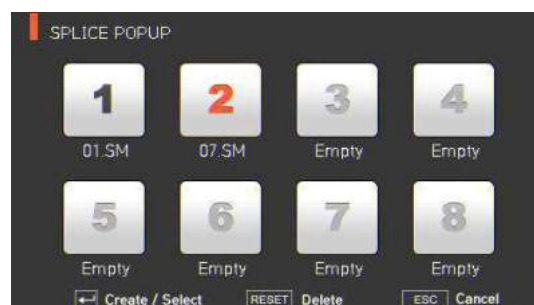 SPLICE POPUP
1 2 3 4
01.SM 07.SM Empty Empty
5 6 7 8
Empty Empty Empty Empty
Create / Select RESET Delete ESC Cancel